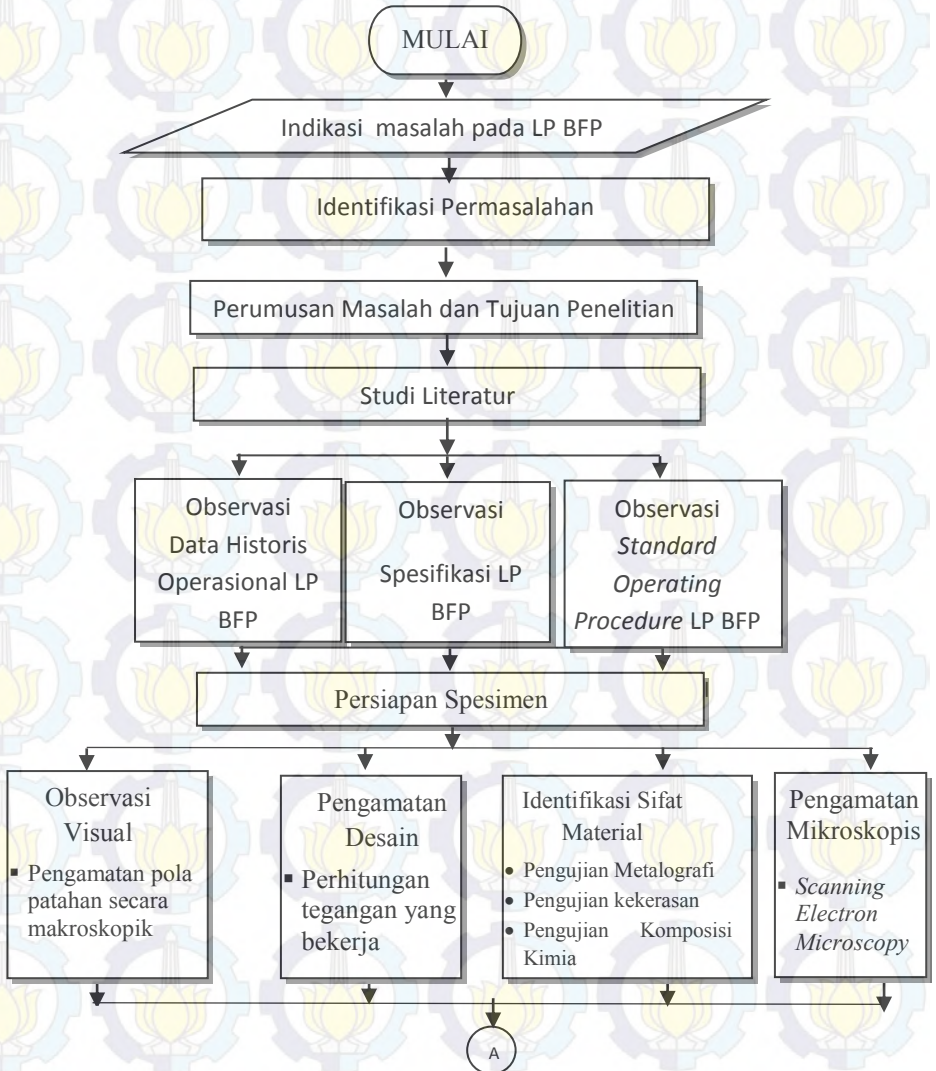 MULAI
Indikasi masalah pada LP BFP
Identifikasi Permasalahan
Perumusan Masalah dan Tujuan Penelitian
Studi Literatur
Observasi
Data Historis
Operasional LP
BFP
Observasi
Spesifikasi LP
BFP
Observasi
Standard
Operating
Procedure LP BFP
Persiapan Spesimen
Observasi
Visual
▪ Pengamatan pola
patahan secara
makroskopik
Pengamatan
Desain
▪ Perhitungan
tegangan yang
bekerja
Identifikasi Sifat
Material
• Pengujian Metalografi
• Pengujian kekerasan
• Pengujian Komposisi
Kimia
Pengamatan
Mikroskopis
▪ Scanning
Electron
Microscopy
A